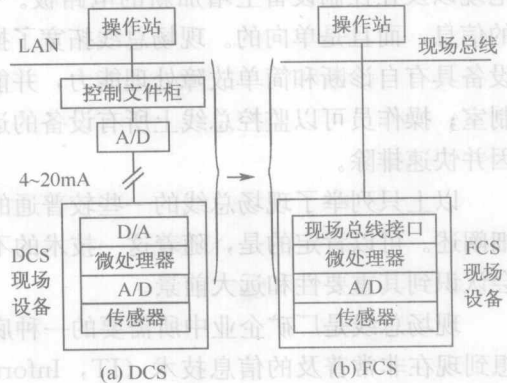 操作站
LAN
控制文件柜
A/D
4~20mA
D/A
微处理器
A/D
传感器
DCS
现场
设备
(a) DCS
操作站
现场总线
现场总线接口
微处理器
A/D
传感器
FCS
现场
设备
(b) FCS